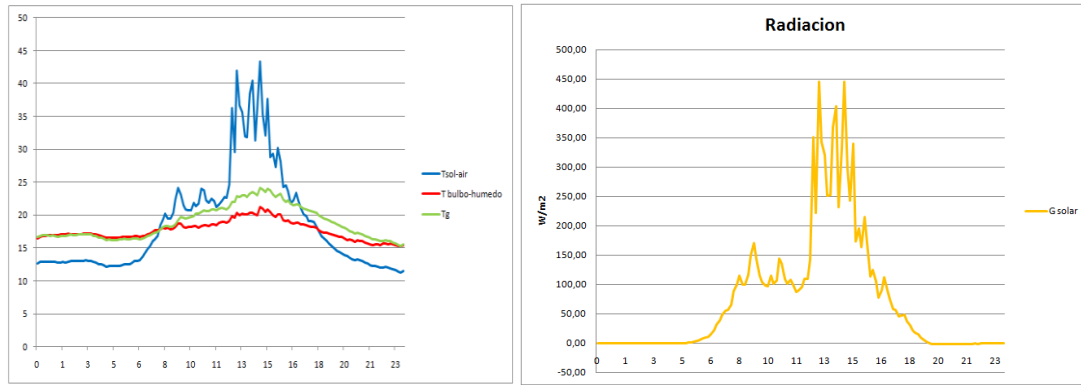 50
45
40
35
30
25
20
15
10
5
0
0 1 3 4 5 6 8 9 10 11 13 14 15 16 18 19 20 21 23
Tsol-air
T bulbo-humedo
Tg
Radiacion
W/m2
500,00
450,00
400,00
350,00
300,00
250,00
200,00
150,00
100,00
50,00
0,00
-50,00
0 1 3 5 6 8 10 11 13 15 16 18 20 21 23
G solar